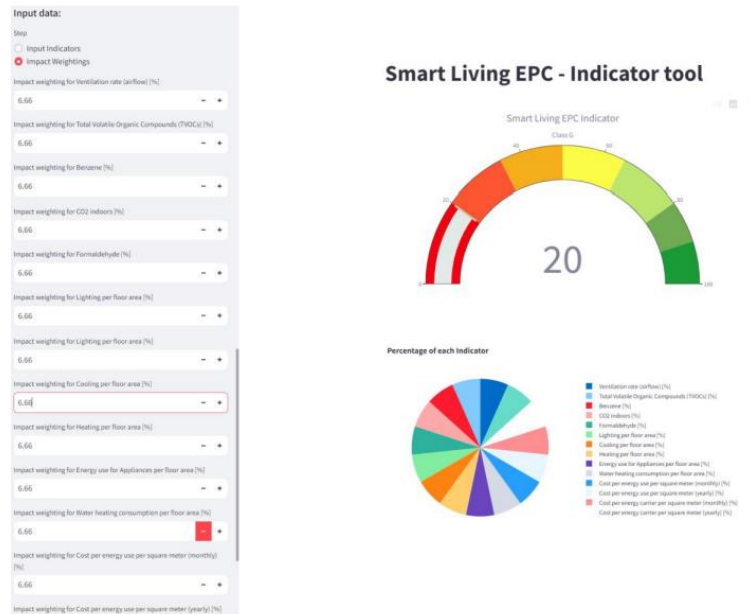 Input data:
Step
Input Indicators
Impact Weightings
Impact weighting for Ventilation rate (airflow) [%]
6.66
- +
Impact weighting for Total Volatile Organic Compounds (TVOCs) [%]
6.66
- +
Impact weighting for Benzene [%]
6.66
- +
Impact weighting for CO2 indoors [%]
6.66
- +
Impact weighting for Formaldehyde [%]
6.66
- +
Impact weighting for Lighting per floor area [%]
6.66
- +
Impact weighting for Lighting per floor area [%]
6.66
- +
Impact weighting for Cooling per floor area [%]
6.66
- +
Impact weighting for Heating per floor area [%]
6.66
- +
Impact weighting for Energy use for Appliances per floor area [%]
6.66
- +
Impact weighting for Water heating consumption per floor area [%]
6.66
- +
Impact weighting for Cost per energy use per square meter (monthly)
[%]
6.66
- +
Impact weighting for Cost per energy use per square meter (yearly) [%]
Smart Living EPC - Indicator tool
Smart Living EPC Indicator
Class G
0
20
40
60
80
100
20
Percentage of each Indicator
Ventilation rate (airflow) [%]
Total Volatile Organic Compounds (TVOCs) [%]
Benzene [%]
CO2 indoors [%]
Formaldehyde [%]
Lighting per floor area [%]
Cooling per floor area [%]
Heating per floor area [%]
Energy use for Appliances per floor area [%]
Water heating consumption per floor area [%]
Cost per energy use per square meter (monthly) [%]
Cost per energy use per square meter (yearly) [%]
Cost per energy carrier per square meter (monthly) [%]
Cost per energy carrier per square meter (yearly) [%]